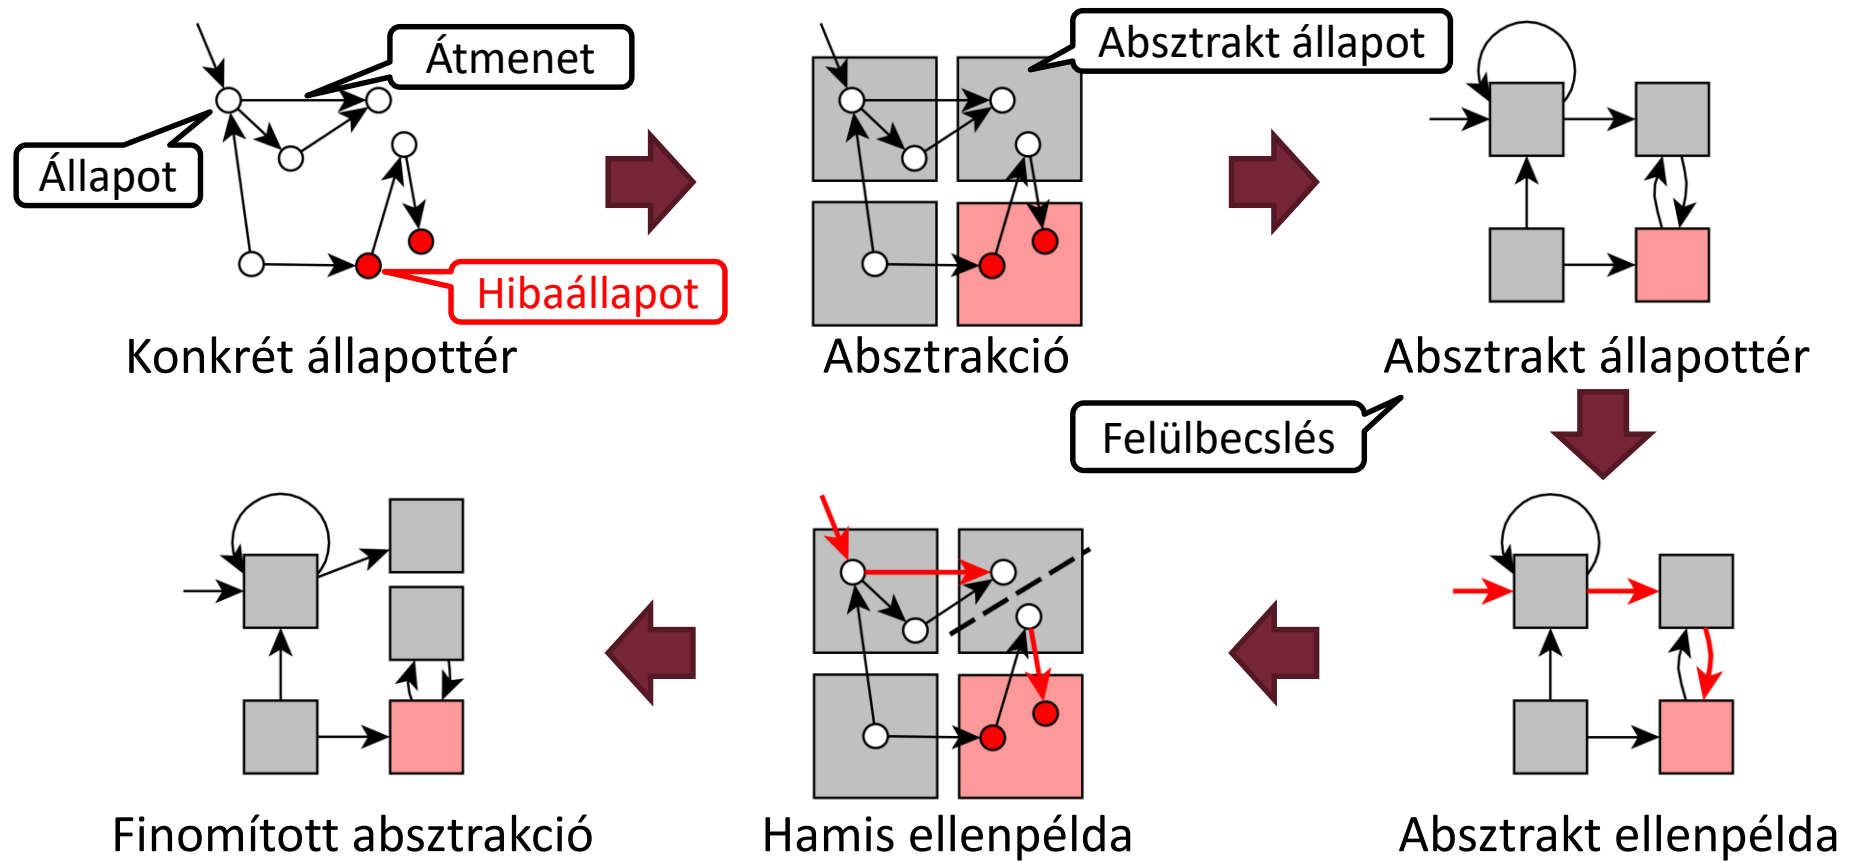 Átmenet
Állapot
Hibaállapot
Konkrét állapottér
Absztrakció
Absztrakt állapot
Absztrakt állapottér
Felülbecslés
Finomított absztrakció
Hamis ellenpélda
Absztrakt ellenpélda